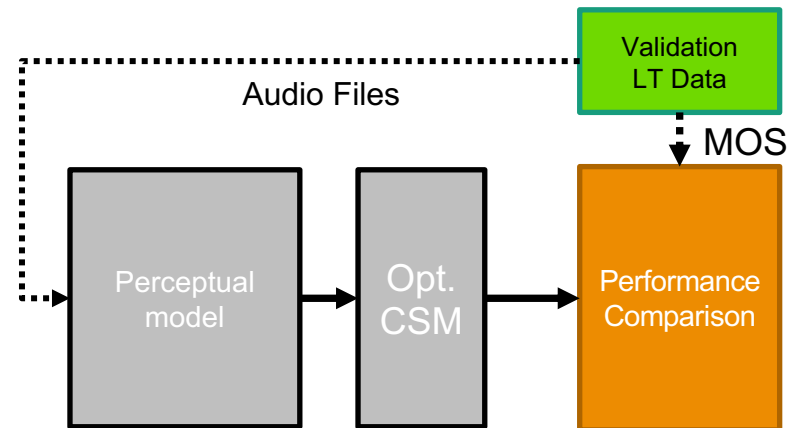 Validation
LT Data
Audio Files
MOS
Perceptual
model
Opt.
CSM
Performance
Comparison